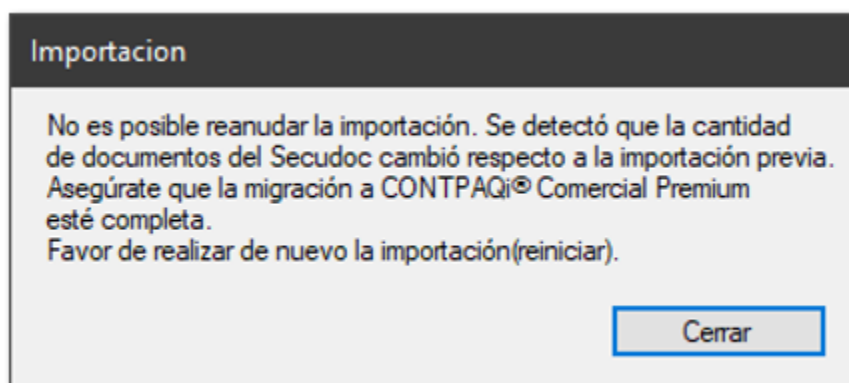 Importacion
No es posible reanudar la importación. Se detectó que la cantidad
de documentos del Secudoc cambió respecto a la importación previa.
Asegúrate que la migración a CONTPAQi® Comercial Premium
esté completa.
Favor de realizar de nuevo la importación(reiniciar).
Cerrar